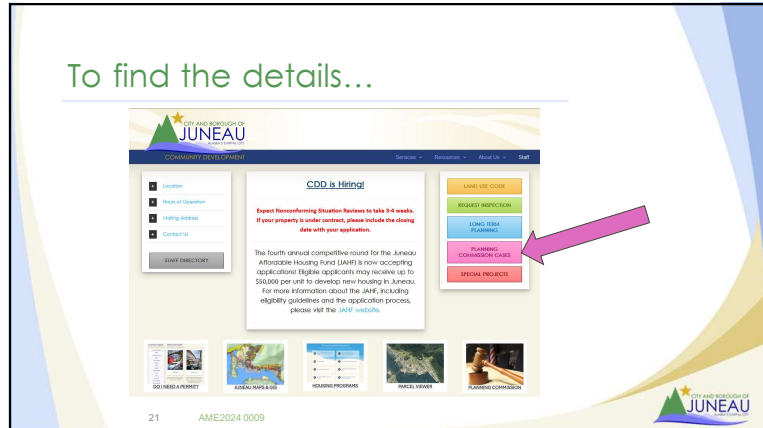 To find the details…
CITY AND BOROUGH OF
JUNEAU
ALASKA'S CAPITAL CITY
COMMUNITY DEVELOPMENT
Services
Resources
About Us
Staff
Location
Hours of Operation
Mailing Address
Contact Us
STAFF DIRECTORY
CDD is Hiring!
Expect Nonconforming Situation Reviews to take 3-4 weeks.
If your property is under contract, please include the closing
date with your application.
The fourth annual competitive round for the Juneau
Affordable Housing Fund (JAHF) is now accepting
applications! Eligible applicants may receive up to
$50,000 per unit to develop new housing in Juneau.
For more information about the JAHF, including
eligibility guidelines and the application process,
please visit the JAHF website.
LAND USE CODE
REQUEST INSPECTION
LONG TERM
PLANNING
PLANNING
COMMISSION CASES
SPECIAL PROJECTS
DO I NEED A PERMIT?
JUNEAU MAPS & GIS
HOUSING PROGRAMS
PARCEL VIEWER
PLANNING COMMISSION
21
AME2024 0009
CITY AND BOROUGH OF
JUNEAU
ALASKA'S CAPITAL CITY